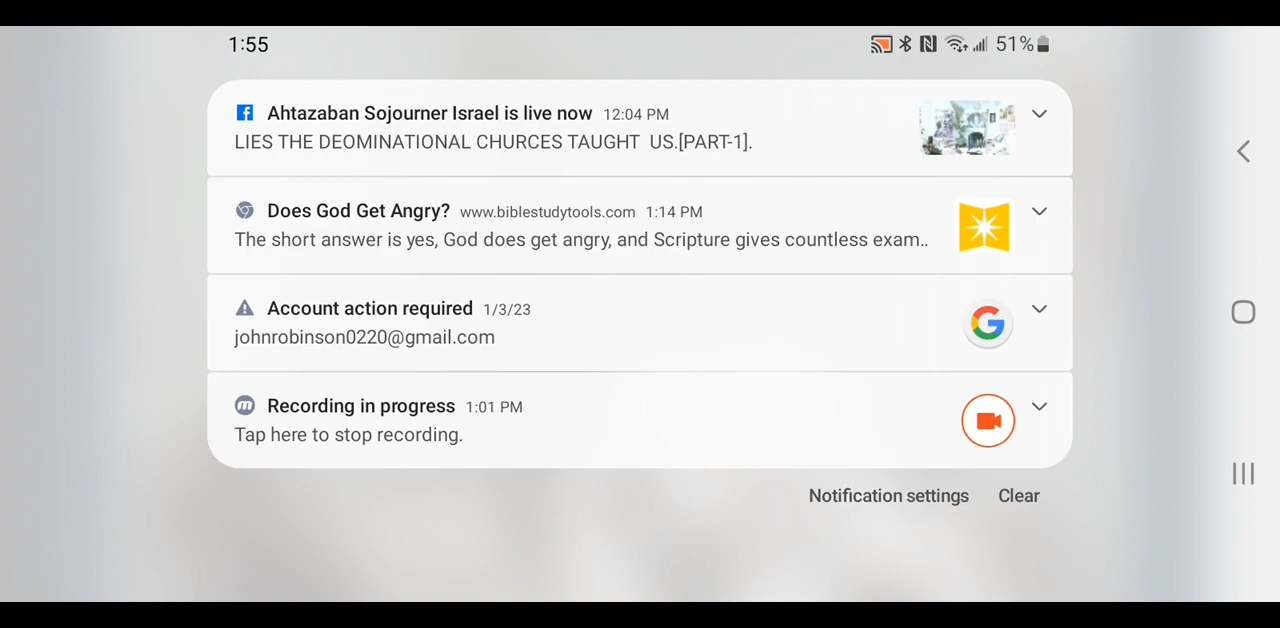 1:55 51%
Ahtazaban Sojourner Israel is live now 12:04 PM
LIES THE DEOMINATIONAL CHURCES TAUGHT US.[PART-1].
Does God Get Angry? www.biblestudytools.com 1:14 PM
The short answer is yes, God does get angry, and Scripture gives countless exam..
Account action required 1/3/23
johnrobinson0220@gmail.com
Recording in progress 1:01 PM
Tap here to stop recording.
Notification settings Clear